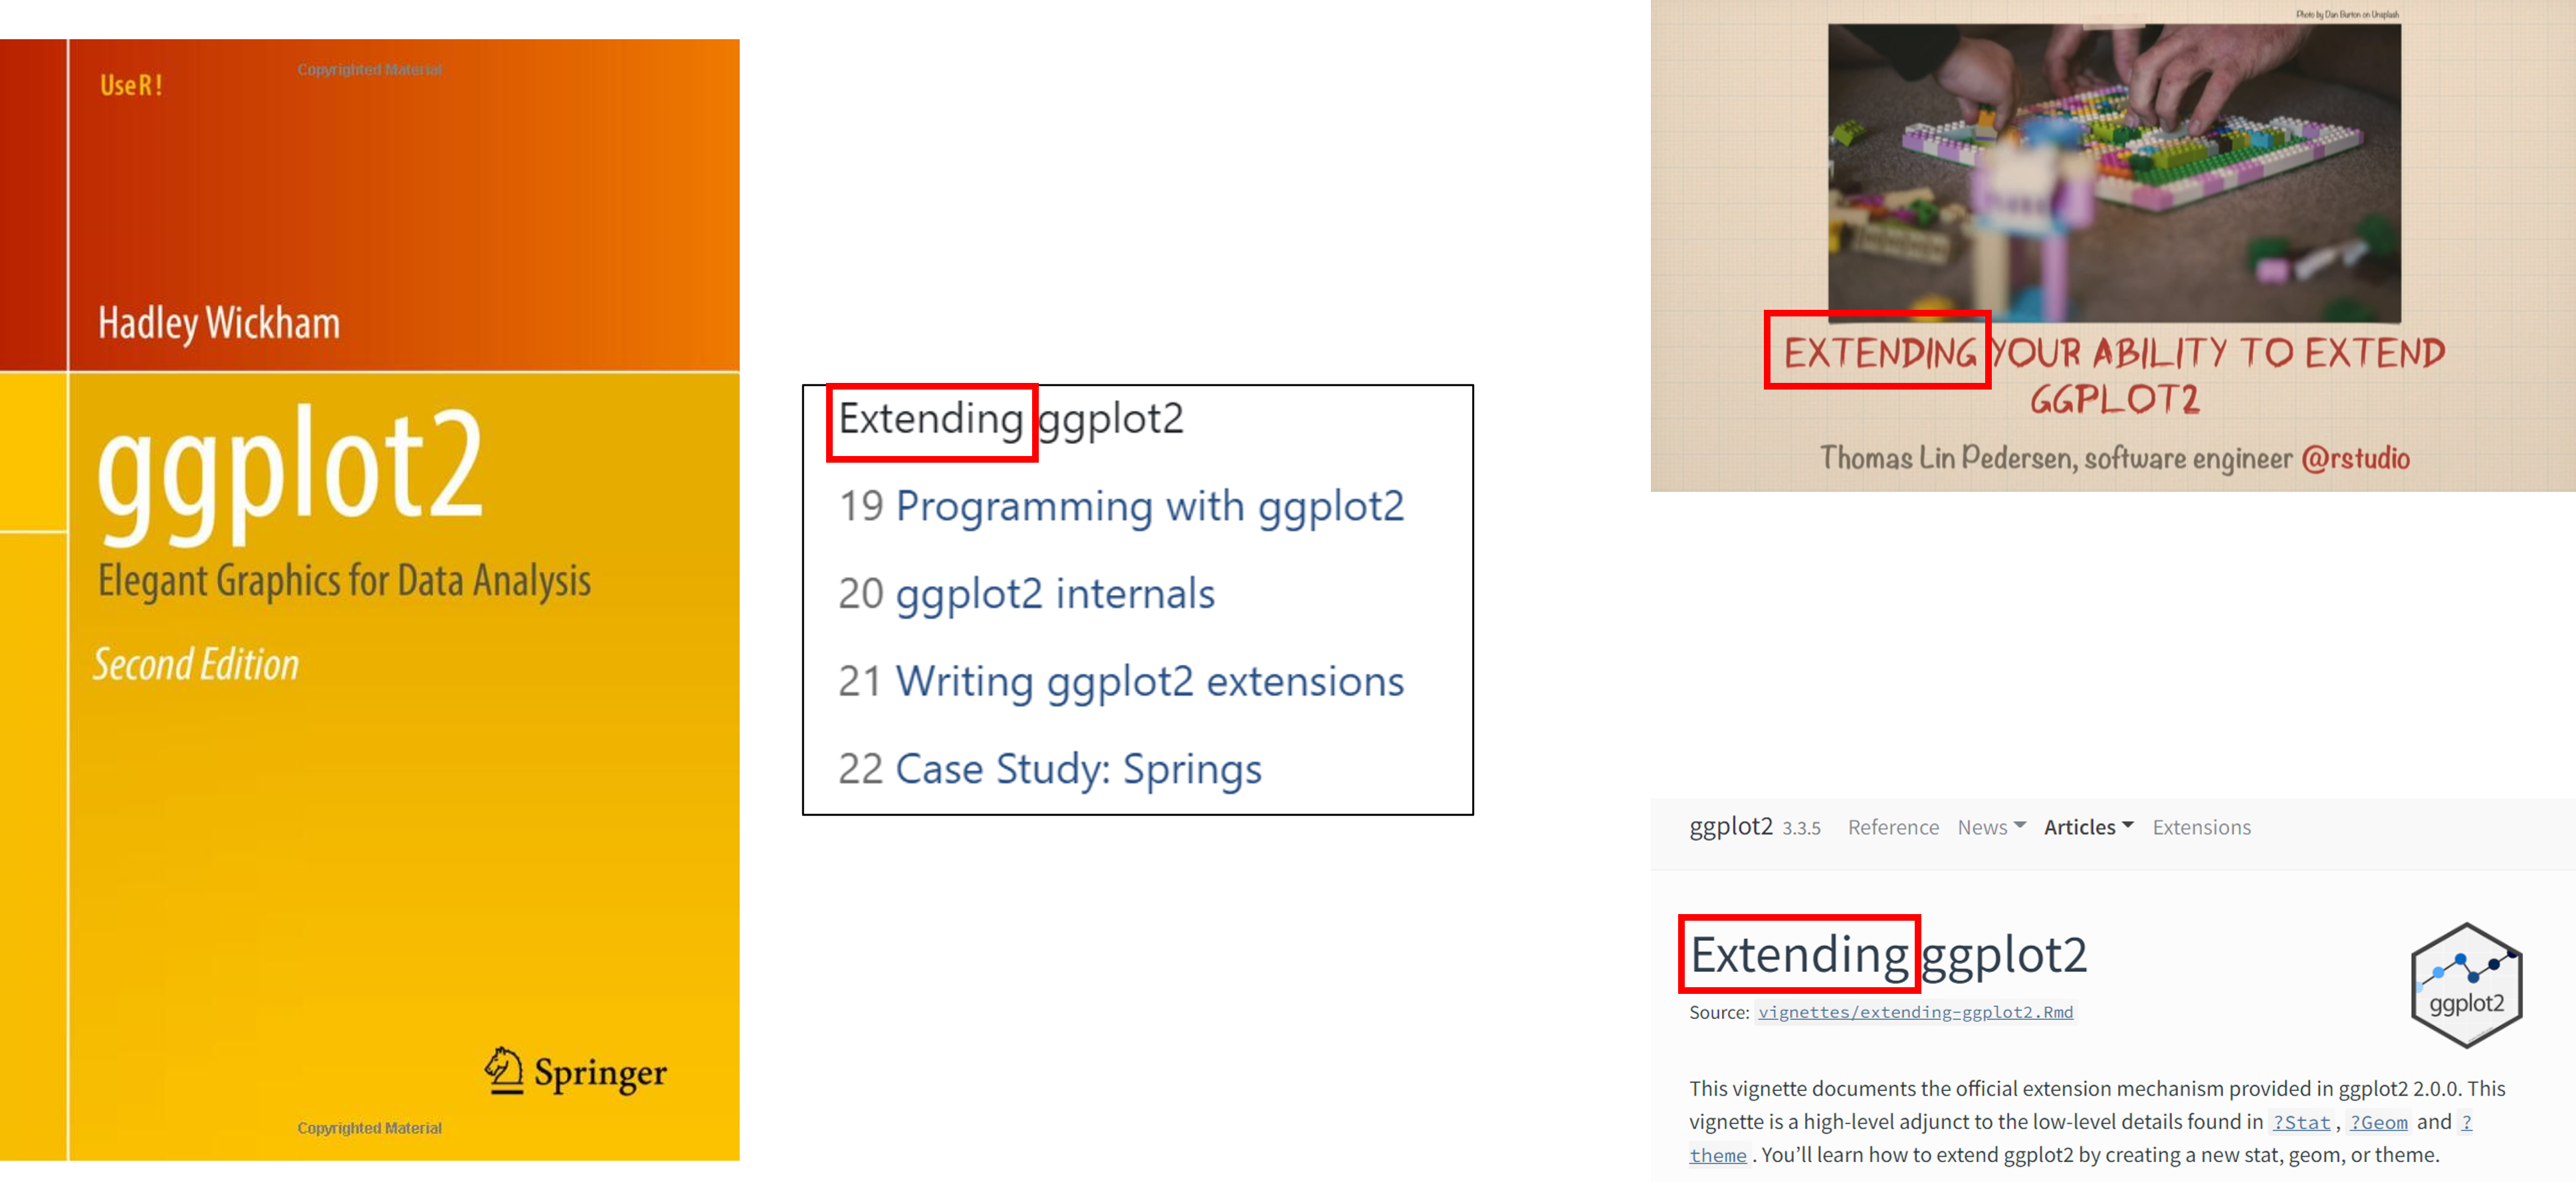 Use R!
Copyrighted Material
Hadley Wickham
ggplot2
Elegant Graphics for Data Analysis
Second Edition
Springer
Copyrighted Material
Extending ggplot2
19 Programming with ggplot2
20 ggplot2 internals
21 Writing ggplot2 extensions
22 Case Study: Springs
Photo by Dan Burton on Unsplash
EXTENDING YOUR ABILITY TO EXTEND
GGPLOT2
Thomas Lin Pedersen, software engineer @rstudio
ggplot2 3.3.5 Reference News Articles Extensions
Extending ggplot2
Source: vignettes/extending-ggplot2.Rmd
ggplot2
This vignette documents the official extension mechanism provided in ggplot2 2.0.0. This
vignette is a high-level adjunct to the low-level details found in ?Stat , ?Geom and ?
theme . You’ll learn how to extend ggplot2 by creating a new stat, geom, or theme.